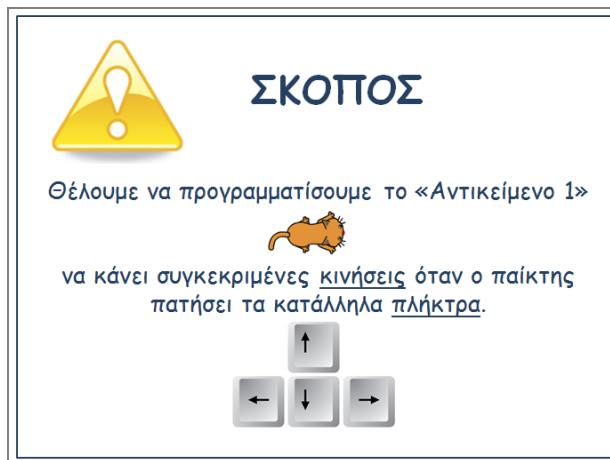 ΣΚΟΠΟΣ
Θέλουμε να προγραμματίσουμε το «Αντικείμενο 1»
να κάνει συγκεκριμένες κινήσεις όταν ο παίκτης
πατήσει τα κατάλληλα πλήκτρα.